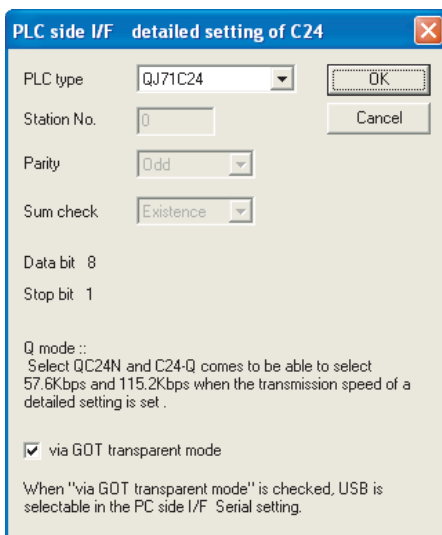 PLC side I/F detailed setting of C24
PLC type QJ71C24 OK
Station No. 0 Cancel
Parity Odd
Sum check Existence
Data bit 8
Stop bit 1
Q mode ::
Select QC24N and C24-Q comes to be able to select
57.6Kbps and 115.2Kbps when the transmission speed of a
detailed setting is set .
via GOT transparent mode
When "via GOT transparent mode" is checked, USB is
selectable in the PC side I/F Serial setting.